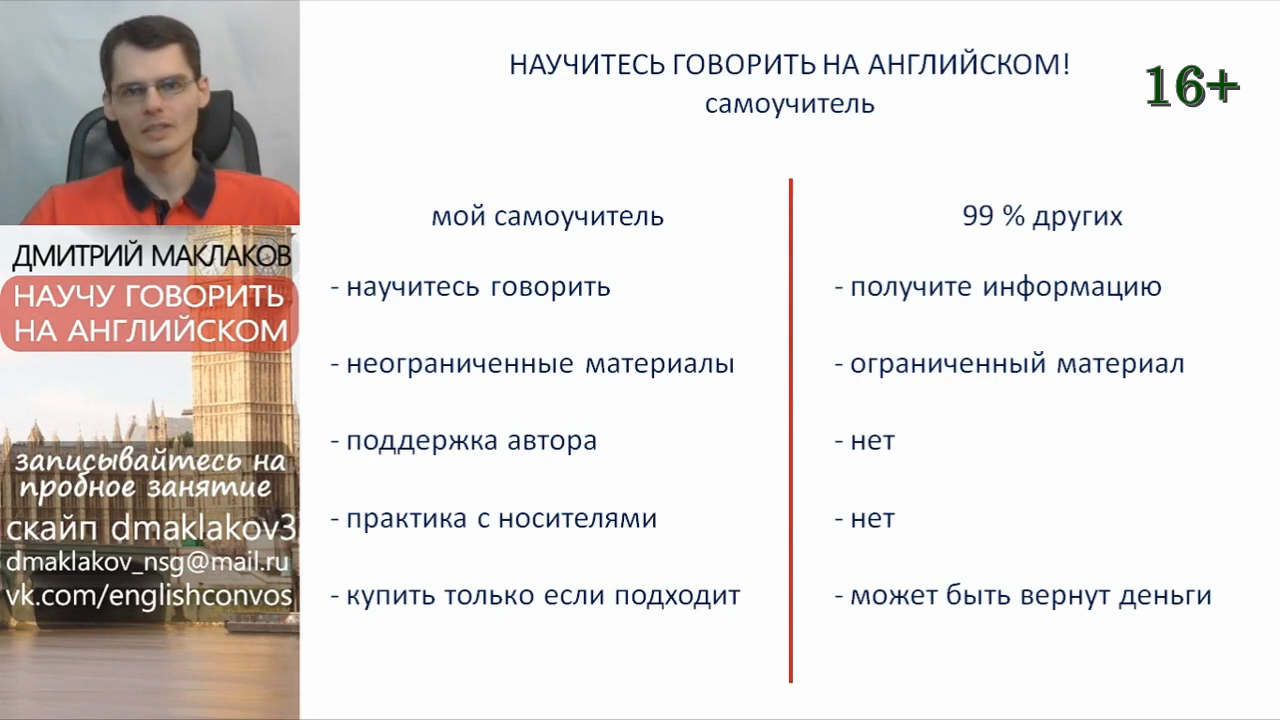 НАУЧИТЕСЬ ГОВОРИТЬ НА АНГЛИЙСКОМ!
самоучитель
16+
мой самоучитель
99 % других
- научитесь говорить
- получите информацию
- неограниченные материалы
- ограниченный материал
- поддержка автора
- нет
- практика с носителями
- нет
- купить только если подходит
- может быть вернут деньги
ДМИТРИЙ МАКЛАКОВ
НАУЧУ ГОВОРИТЬ
НА АНГЛИЙСКОМ
записывайтесь на
пробное занятие
скайп dmaklakov3
dmaklakov_nsg@mail.ru
vk.com/englishconvos